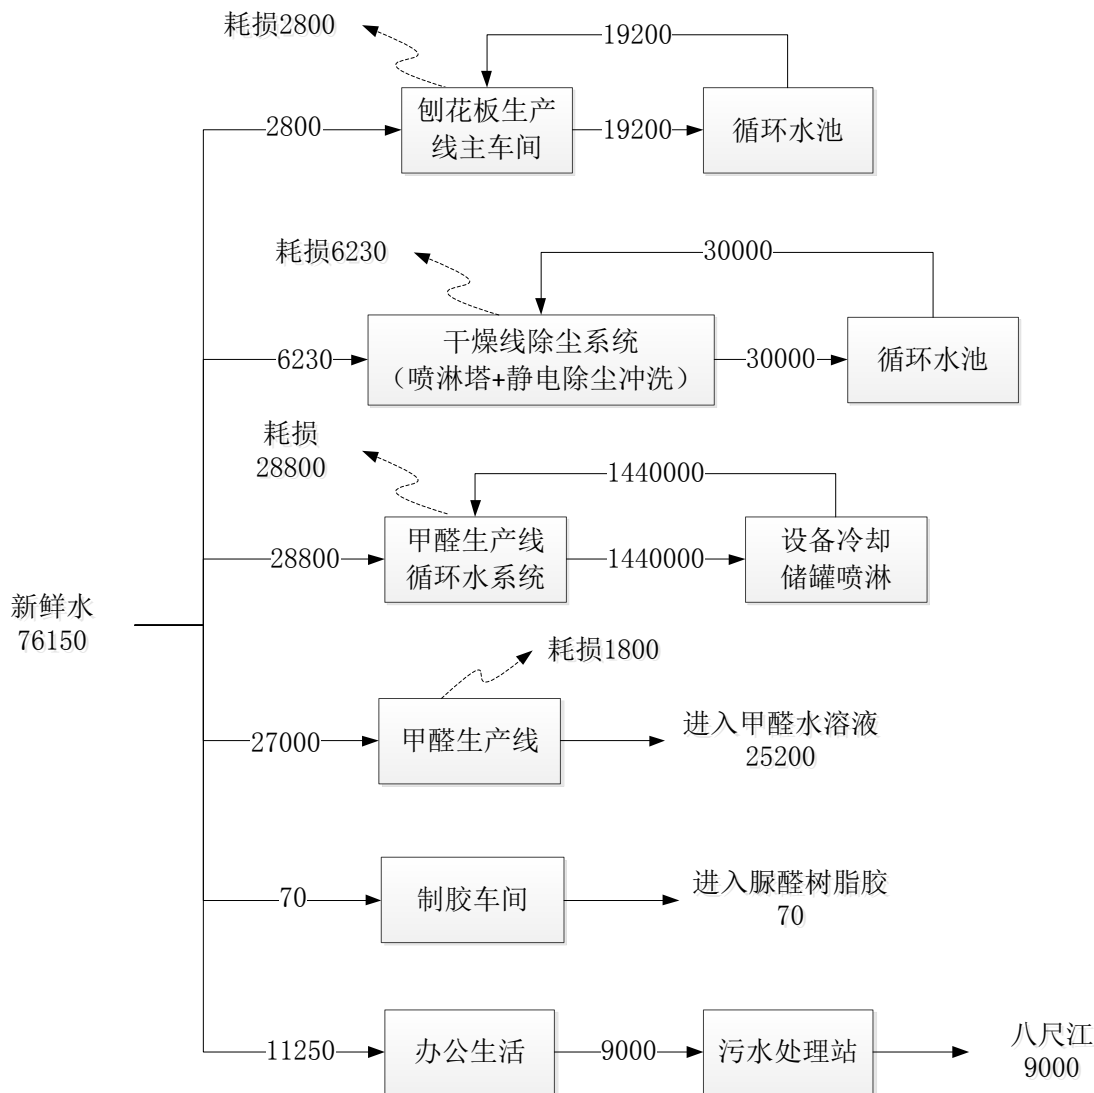 耗损2800
19200
2800
刨花板生产
线主车间
19200
循环水池
耗损6230
30000
6230
干燥线除尘系统
（喷淋塔+静电除尘冲洗）
30000
循环水池
耗损
28800
1440000
28800
甲醛生产线
循环水系统
1440000
设备冷却
储罐喷淋
新鲜水
76150
耗损1800
27000
甲醛生产线
进入甲醛水溶液
25200
70
制胶车间
进入脲醛树脂胶
70
11250
办公生活
9000
污水处理站
八尺江
9000